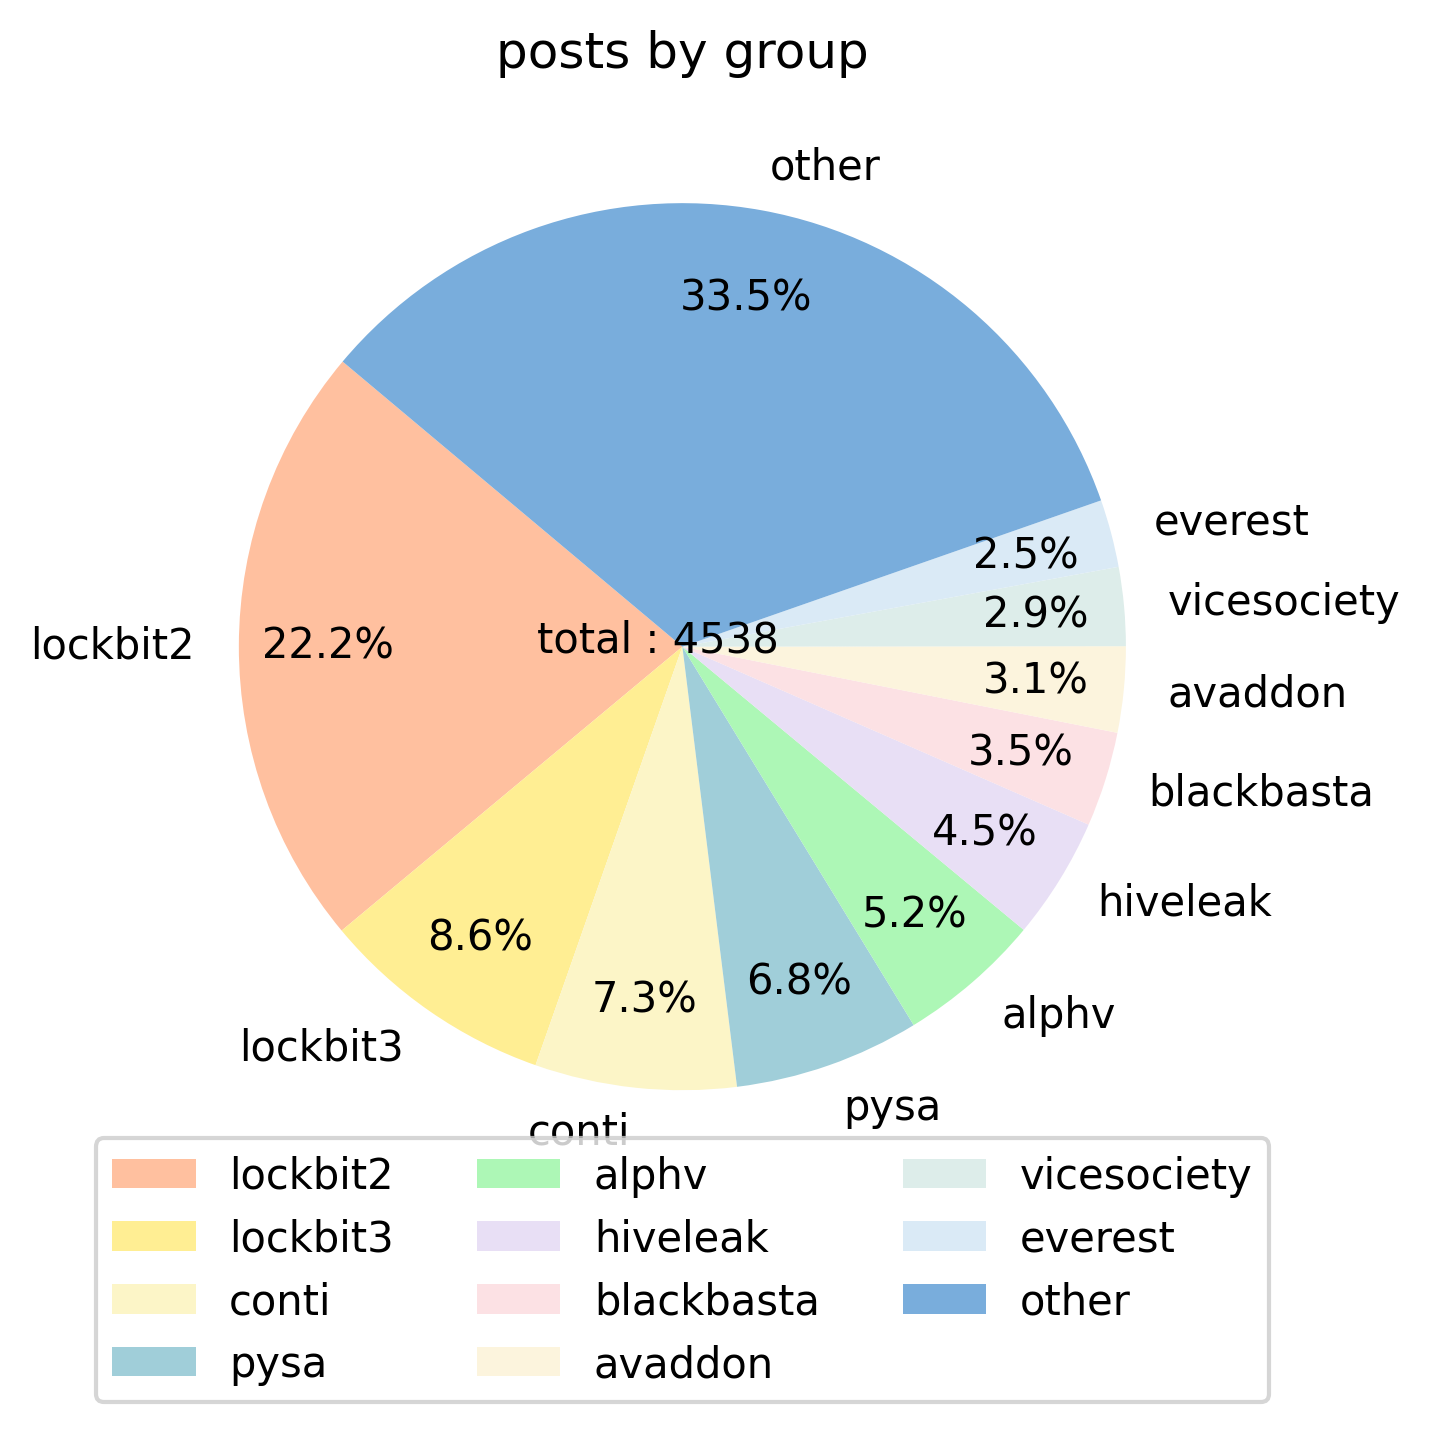 posts by group
other
33.5%
everest
2.5%
vicesociety
2.9%
lockbit2
22.2%
total : 4538
3.1%
avaddon
3.5%
blackbasta
4.5%
hiveleak
5.2%
alphv
8.6%
lockbit3
7.3%
conti
6.8%
pysa
lockbit2
lockbit3
conti
pysa
alphv
hiveleak
blackbasta
avaddon
vicesociety
everest
other